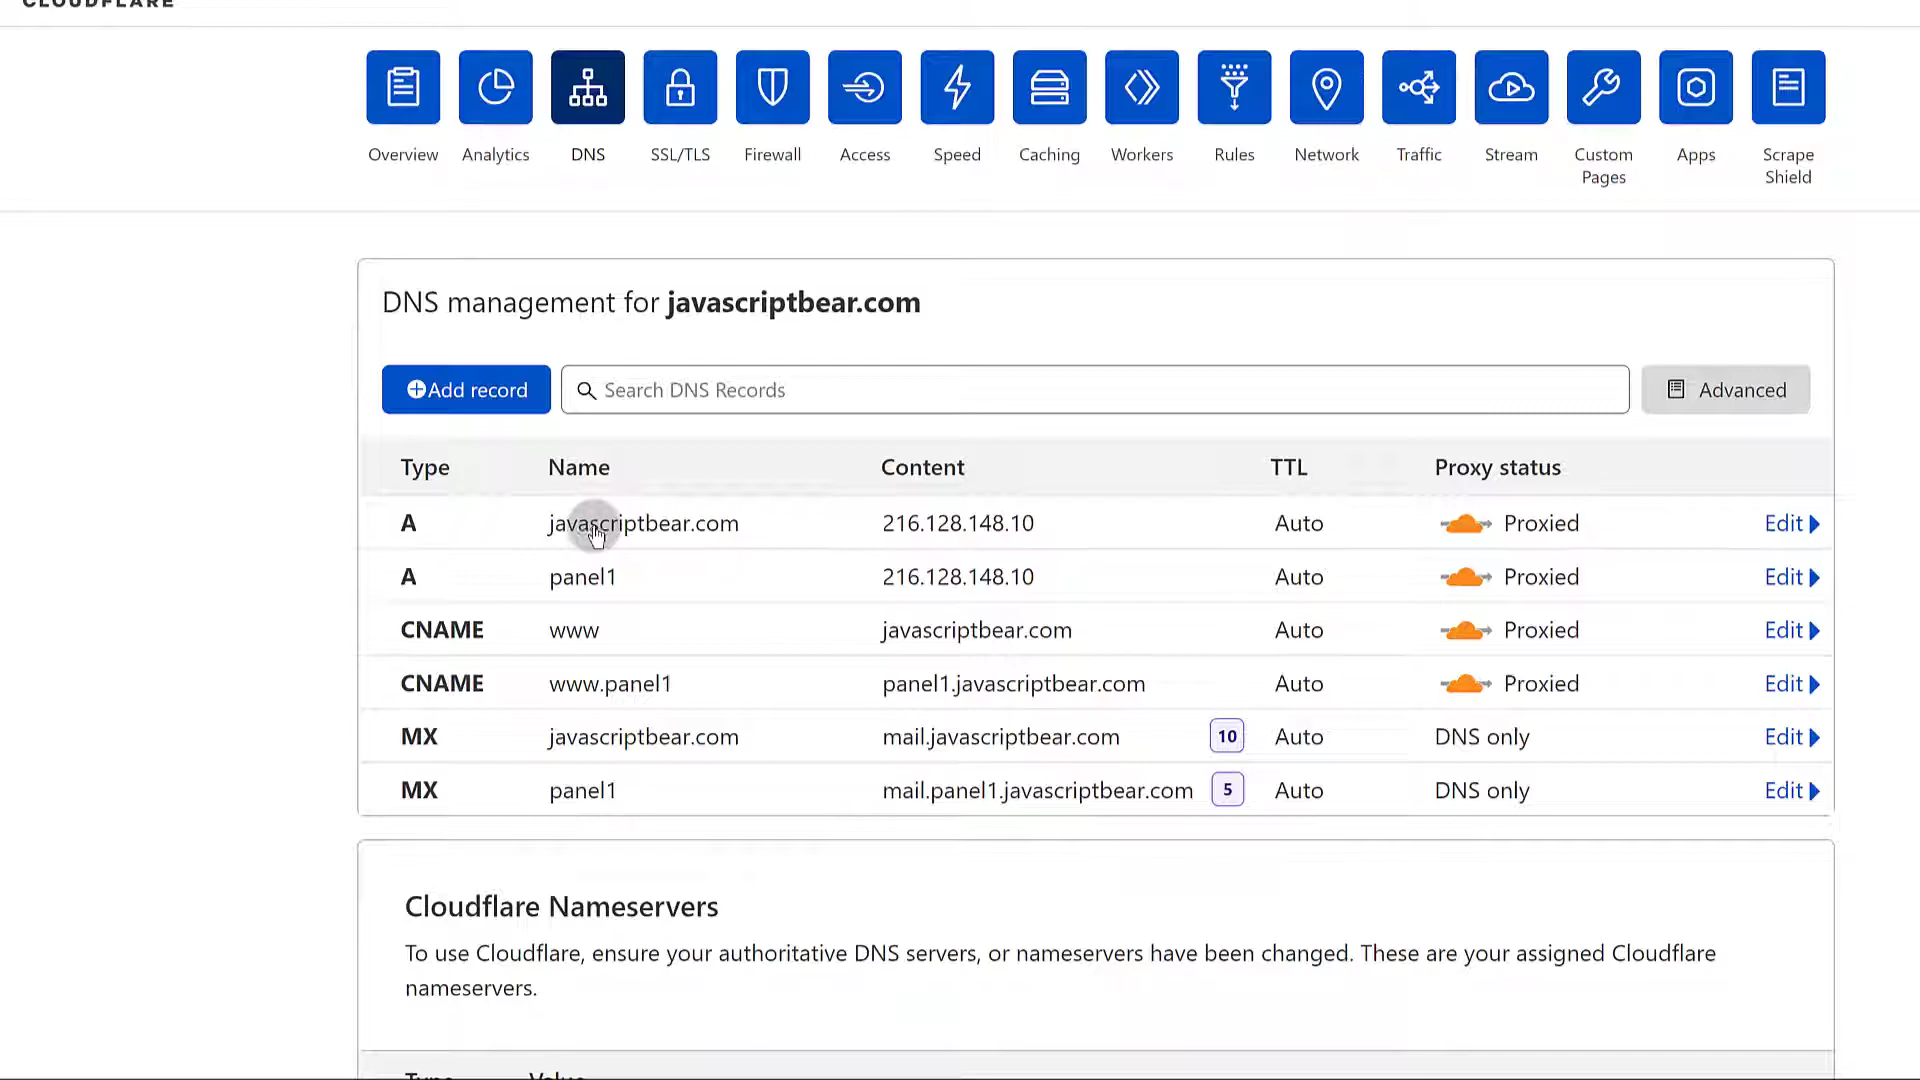 CLOUDFLARE
Overview Analytics DNS SSL/TLS Firewall Access Speed Caching Workers Rules Network Traffic Stream Custom Pages Apps Scrape Shield
DNS management for javascriptbear.com
Add record Search DNS Records Advanced
Type Name Content TTL Proxy status
A javascriptbear.com 216.128.148.10 Auto Proxied Edit
A panel1 216.128.148.10 Auto Proxied Edit
CNAME www javascriptbear.com Auto Proxied Edit
CNAME www.panel1 panel1.javascriptbear.com Auto Proxied Edit
MX javascriptbear.com mail.javascriptbear.com 10 Auto DNS only Edit
MX panel1 mail.panel1.javascriptbear.com 5 Auto DNS only Edit
Cloudflare Nameservers
To use Cloudflare, ensure your authoritative DNS servers, or nameservers have been changed. These are your assigned Cloudflare
nameservers.
Type Value